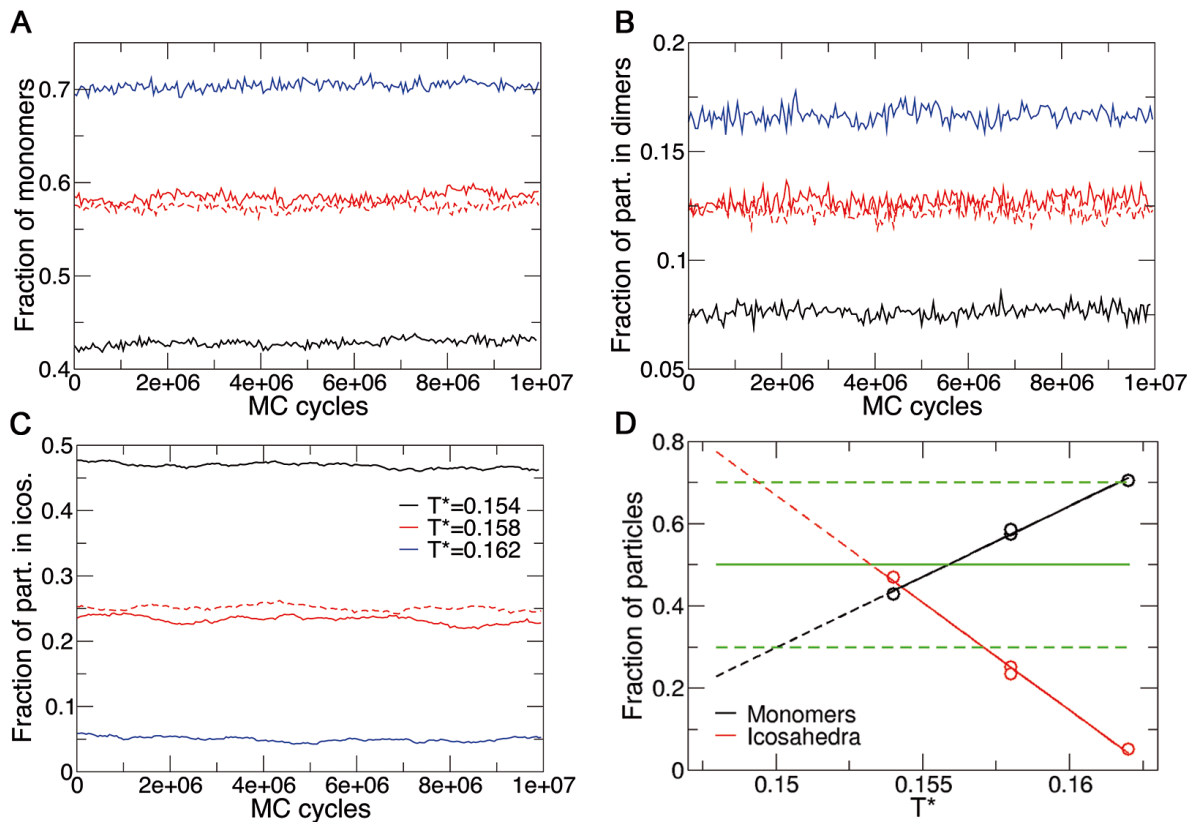 A
Fraction of monomers
0.7
0.6
0.5
0.4
0
2e+06
4e+06
6e+06
8e+06
1e+07
MC cycles
B
Fraction of part. in dimers
0.2
0.15
0.1
0.05
0
2e+06
4e+06
6e+06
8e+06
1e+07
MC cycles
C
Fraction of part. in icos.
0.5
0.4
0.3
0.2
0.1
0
T*=0.154
T*=0.158
T*=0.162
0
2e+06
4e+06
6e+06
8e+06
1e+07
MC cycles
D
Fraction of particles
0.8
0.6
0.4
0.2
0
Monomers
Icosahedra
0.15
0.155
0.16
T*